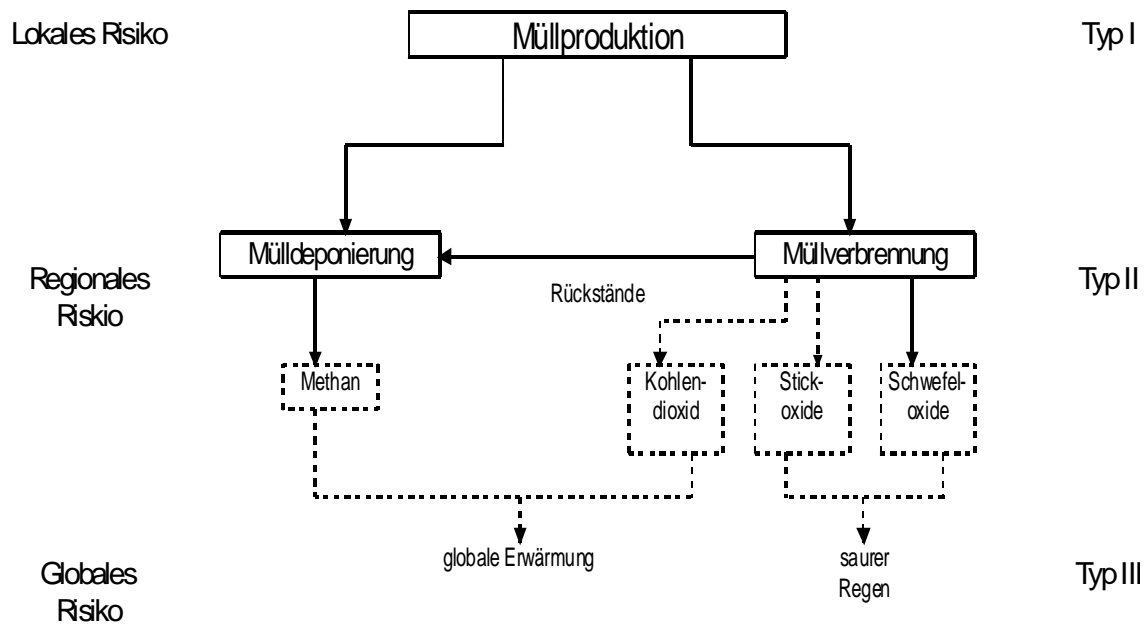 Lokales Risiko
Müllproduktion
Typ I
Mülldeponierung
Müllverbrennung
Regionales
Riskio
Rückstände
Typ II
Methan
Kohlen-
dioxid
Stick-
oxide
Schwefel-
oxide
globale Erwärmung
saurer
Regen
Globales
Risiko
Typ III